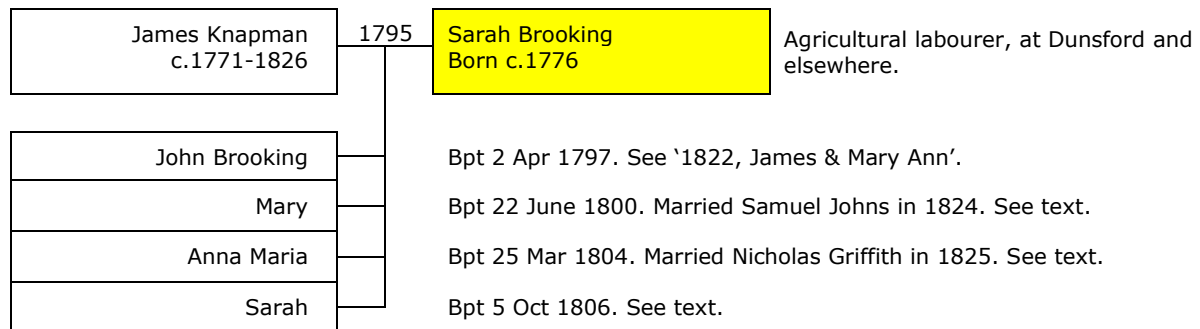 James Knapman
c.1771-1826
1795
Sarah Brooking
Born c.1776
Agricultural labourer, at Dunsford and
elsewhere.
John Brooking
Bpt 2 Apr 1797. See ‘1822, James & Mary Ann’.
Mary
Bpt 22 June 1800. Married Samuel Johns in 1824. See text.
Anna Maria
Bpt 25 Mar 1804. Married Nicholas Griffith in 1825. See text.
Sarah
Bpt 5 Oct 1806. See text.